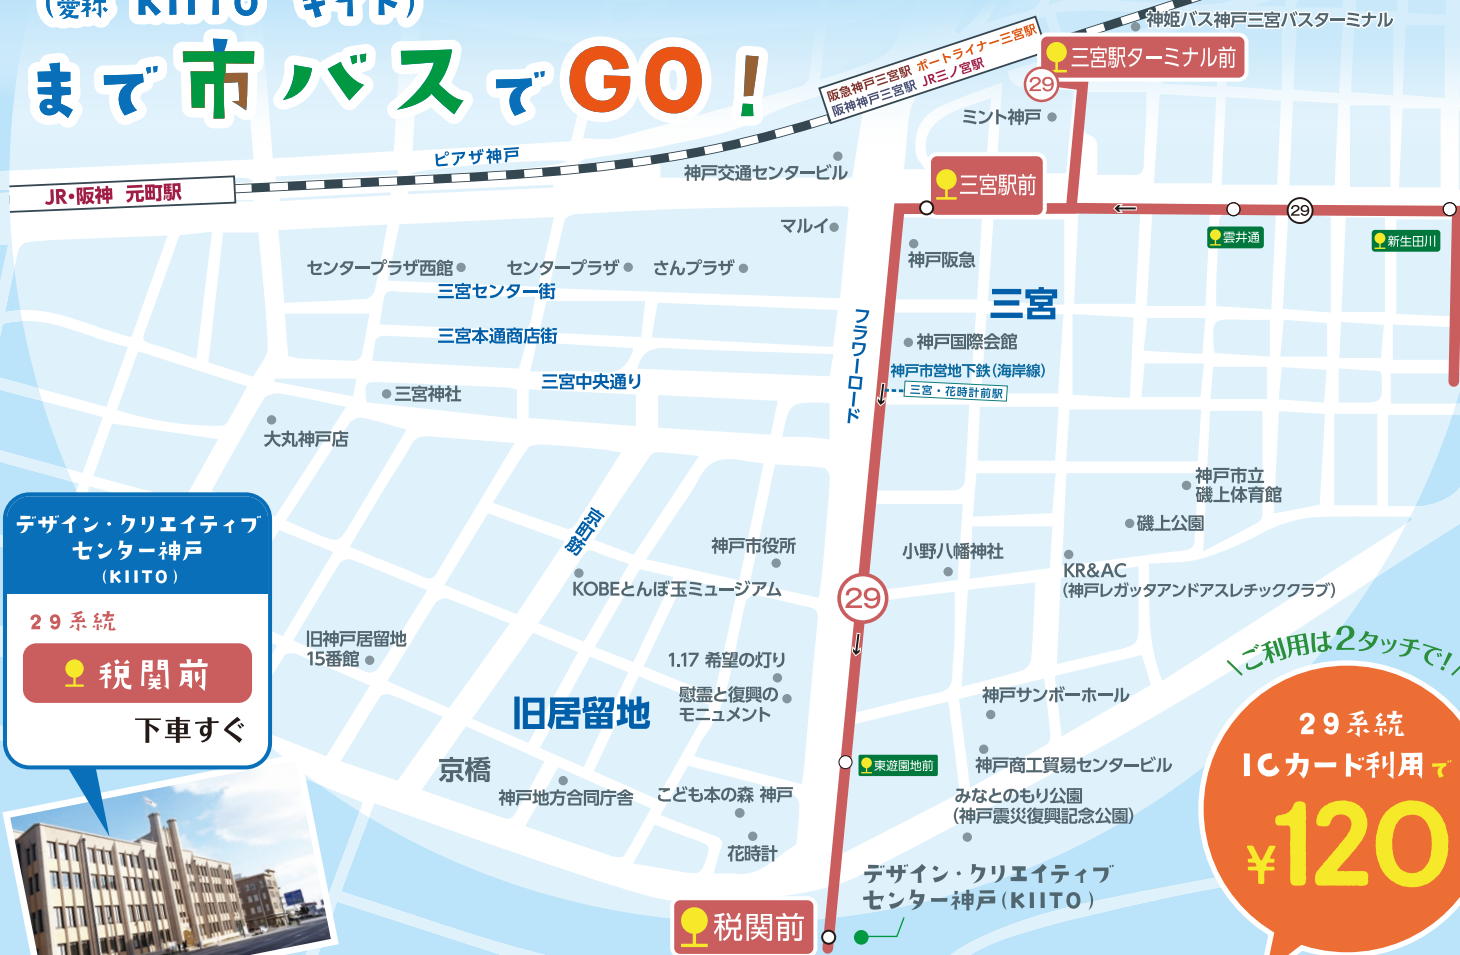 (愛称 KIITO キイト)
まで市バスでGO!
神姫バス神戸三宮バスターミナル
三宮駅ターミナル前
29
阪急神戸三宮駅 ポートライナー三宮駅
阪神神戸三宮駅 JR三ノ宮駅
ミント神戸
ピアザ神戸
神戸交通センタービル
JR・阪神 元町駅
三宮駅前
マルイ
←
29
雲井通
新生田川
神戸阪急
センタープラザ西館
センタープラザ
さんプラザ
三宮センター街
三宮
フラワーロード
三宮本通商店街
神戸国際会館
神戸市営地下鉄(海岸線)
三宮・花時計前駅
三宮中央通り
三宮神社
大丸神戸店
神戸市立
磯上体育館
磯上公園
京町筋
神戸市役所
小野八幡神社
KR&AC
(神戸レガッタアンドアスレチッククラブ)
KOBEとんぼ玉ミュージアム
29
デザイン・クリエイティブ
センター神戸
(KIITO)
29系統
税関前
下車すぐ
旧神戸居留地
15番館
1.17 希望の灯り
慰霊と復興の
モニュメント
旧居留地
神戸サンボーホール
東遊園地前
神戸商工貿易センタービル
京橋
神戸地方合同庁舎
こども本の森 神戸
みなとのもり公園
(神戸震災復興記念公園)
花時計
デザイン・クリエイティブ
センター神戸(KIITO)
税関前
ご利用は2タッチで!
29系統
ICカード利用で
¥120